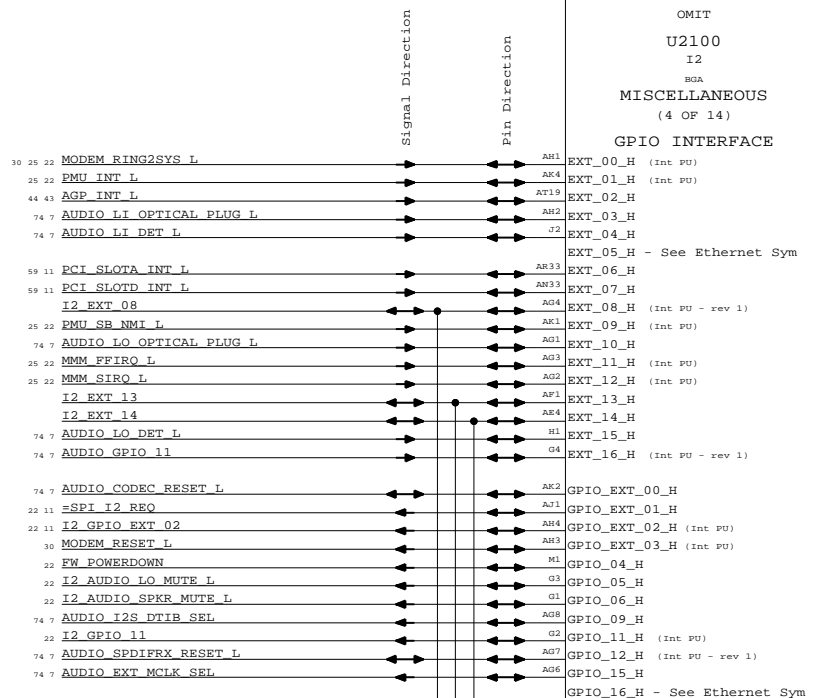 OMIT
U2100
I2
BGA
MISCELLANEOUS
(4 OF 14)
GPIO INTERFACE
Signal Direction
Pin Direction
30 25 22 MODEM_RING2SYS_L AH1 EXT_00_H (Int PU)
25 22 PMU_INT_L AK4 EXT_01_H (Int PU)
44 43 AGP_INT_L AT19 EXT_02_H
74 7 AUDIO_LI_OPTICAL_PLUG_L AH2 EXT_03_H
74 7 AUDIO_LI_DET_L J2 EXT_04_H
EXT_05_H - See Ethernet Sym
59 11 PCI_SLOTA_INT_L AR33 EXT_06_H
59 11 PCI_SLOTD_INT_L AN33 EXT_07_H
I2_EXT_08 AG4 EXT_08_H (Int PU - rev 1)
25 22 PMU_SB_NMI_L AK1 EXT_09_H (Int PU)
74 7 AUDIO_LO_OPTICAL_PLUG_L AG1 EXT_10_H
25 22 MMM_FFIRQ_L AG3 EXT_11_H (Int PU)
25 22 MMM_SIRQ_L AG2 EXT_12_H (Int PU)
I2_EXT_13 AF1 EXT_13_H
I2_EXT_14 AE4 EXT_14_H
74 7 AUDIO_LO_DET_L H1 EXT_15_H
74 7 AUDIO_GPIO_11 G4 EXT_16_H (Int PU - rev 1)
74 7 AUDIO_CODEC_RESET_L AK2 GPIO_EXT_00_H
22 11 =SPI_I2_REQ AJ1 GPIO_EXT_01_H
22 11 I2_GPIO_EXT_02 AH4 GPIO_EXT_02_H (Int PU)
30 MODEM_RESET_L AH3 GPIO_EXT_03_H (Int PU)
22 FW_POWERDOWN M1 GPIO_04_H
22 I2_AUDIO_LO_MUTE_L G3 GPIO_05_H
22 I2_AUDIO_SPKR_MUTE_L G1 GPIO_06_H
74 7 AUDIO_I2S_DTIB_SEL AG8 GPIO_09_H
22 I2_GPIO_11 G2 GPIO_11_H (Int PU)
74 7 AUDIO_SPDIFRX_RESET_L AG7 GPIO_12_H (Int PU - rev 1)
74 7 AUDIO_EXT_MCLK_SEL AG6 GPIO_15_H
GPIO_16_H - See Ethernet Sym